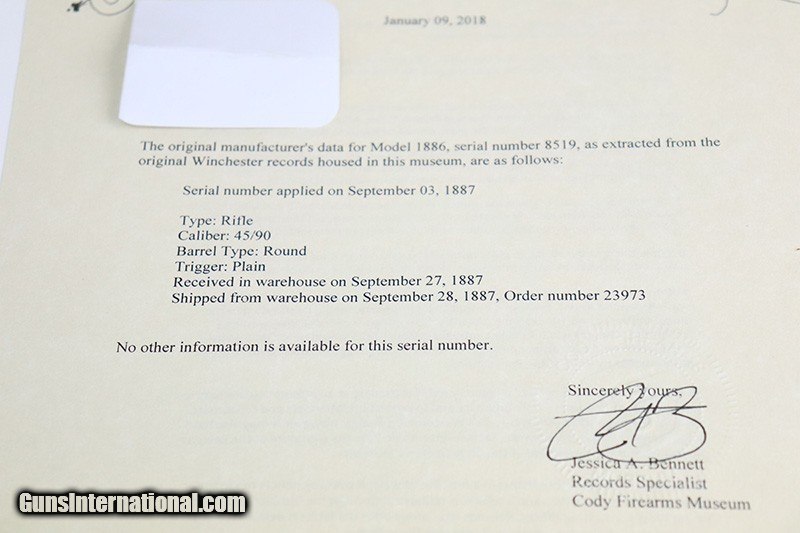 January 09, 2018
The original manufacturer's data for Model 1886, serial number 8519, as extracted from the
original Winchester records housed in this museum, are as follows:
Serial number applied on September 03, 1887
Type: Rifle
Caliber: 45/90
Barrel Type: Round
Trigger: Plain
Received in warehouse on September 27, 1887
Shipped from warehouse on September 28, 1887, Order number 23973
No other information is available for this serial number.
Sincerely yours,
Jessica A. Bennett
Records Specialist
Cody Firearms Museum
GunsInternational.com